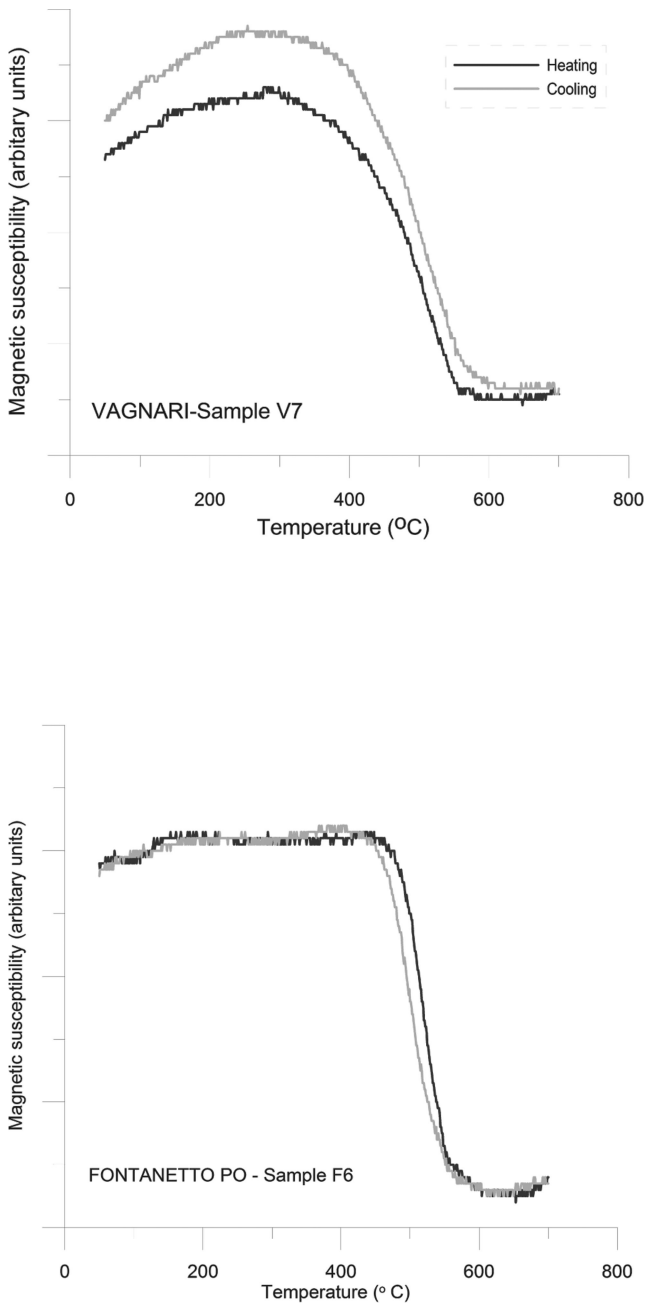 Magnetic susceptibility (arbitary units)
Heating
Cooling
VAGNARI-Sample V7
0 200 400 600 800
Temperature (ºC)
Magnetic susceptibility (arbitary units)
FONTANETTO PO - Sample F6
0 200 400 600 800
Temperature (º C)